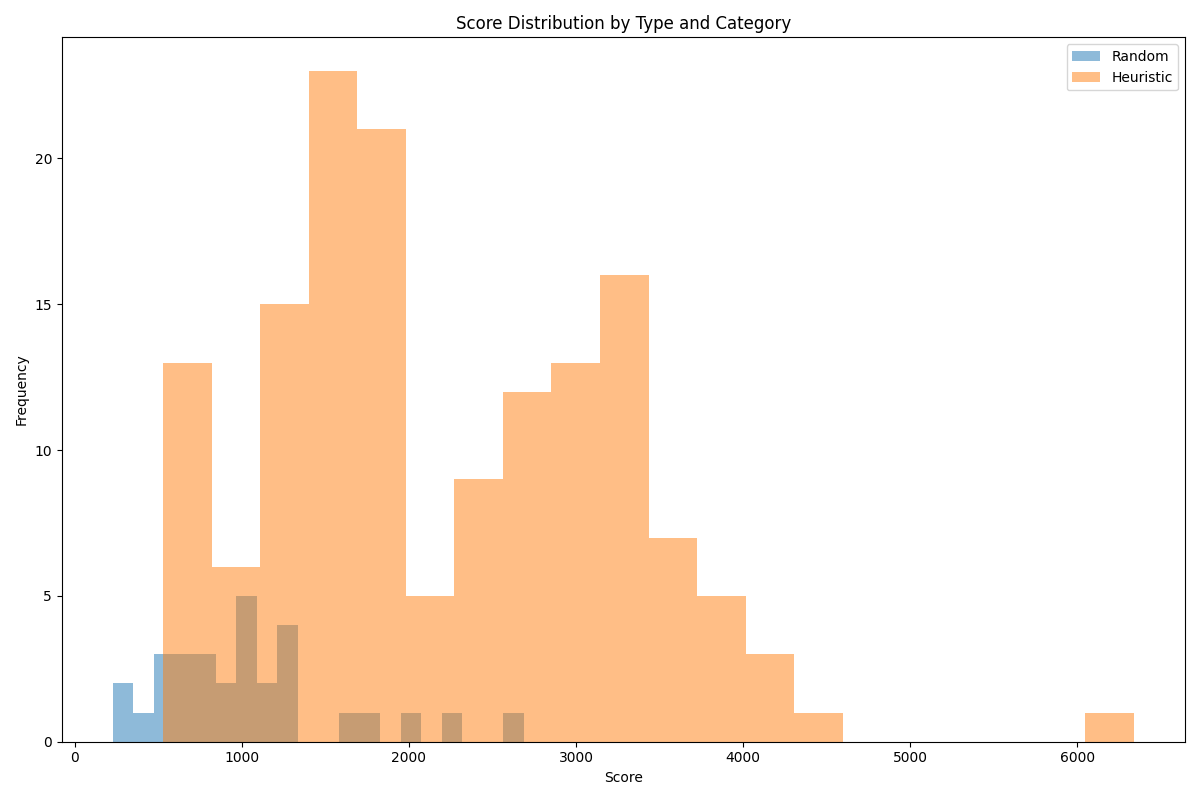 Score Distribution by Type and Category
Random
Heuristic
Frequency
20
15
10
5
0
0 1000 2000 3000 4000 5000 6000
Score